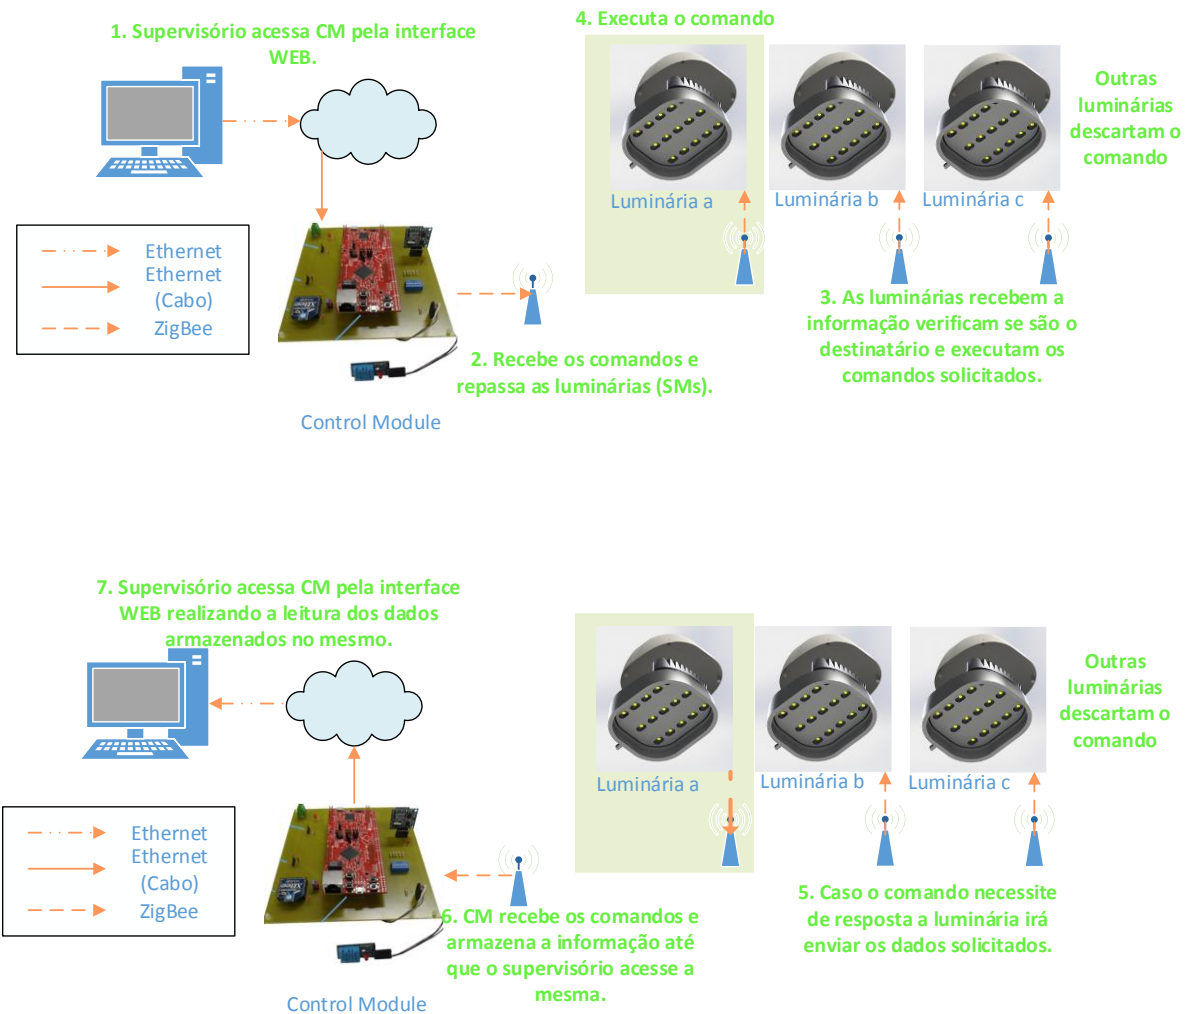 1. Supervisório acessa CM pela interface
WEB.
4. Executa o comando
Outras
luminárias
descartam o
comando
Luminária a
Luminária b
Luminária c
Ethernet
Ethernet
(Cabo)
ZigBee
2. Recebe os comandos e
repassa as luminárias (SMs).
3. As luminárias recebem a
informação verificam se são o
destinatário e executam os
comandos solicitados.
Control Module
7. Supervisório acessa CM pela interface
WEB realizando a leitura dos dados
armazenados no mesmo.
Outras
luminárias
descartam o
comando
Luminária a
Luminária b
Luminária c
Ethernet
Ethernet
(Cabo)
ZigBee
5. Caso o comando necessite
de resposta a luminária irá
enviar os dados solicitados.
6. CM recebe os comandos e
armazena a informação até
que o supervisório acesse a
mesma.
Control Module